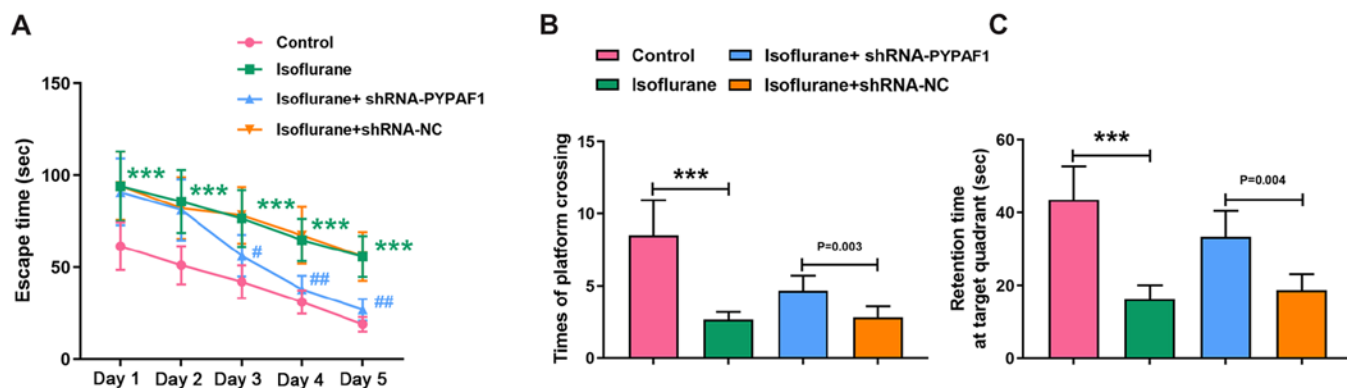 A
Control
Isoflurane
Isoflurane+ shRNA-PYPAF1
Isoflurane+shRNA-NC
Escape time (sec)
150
100
50
0
***
***
***
***
***
#
##
##
Day 1 Day 2 Day 3 Day 4 Day 5
B
Control
Isoflurane+ shRNA-PYPAF1
Isoflurane
Isoflurane+shRNA-NC
Times of platform crossing
15
10
5
0
***
P=0.003
C
Retention time
at target quadrant (sec)
60
40
20
0
***
P=0.004